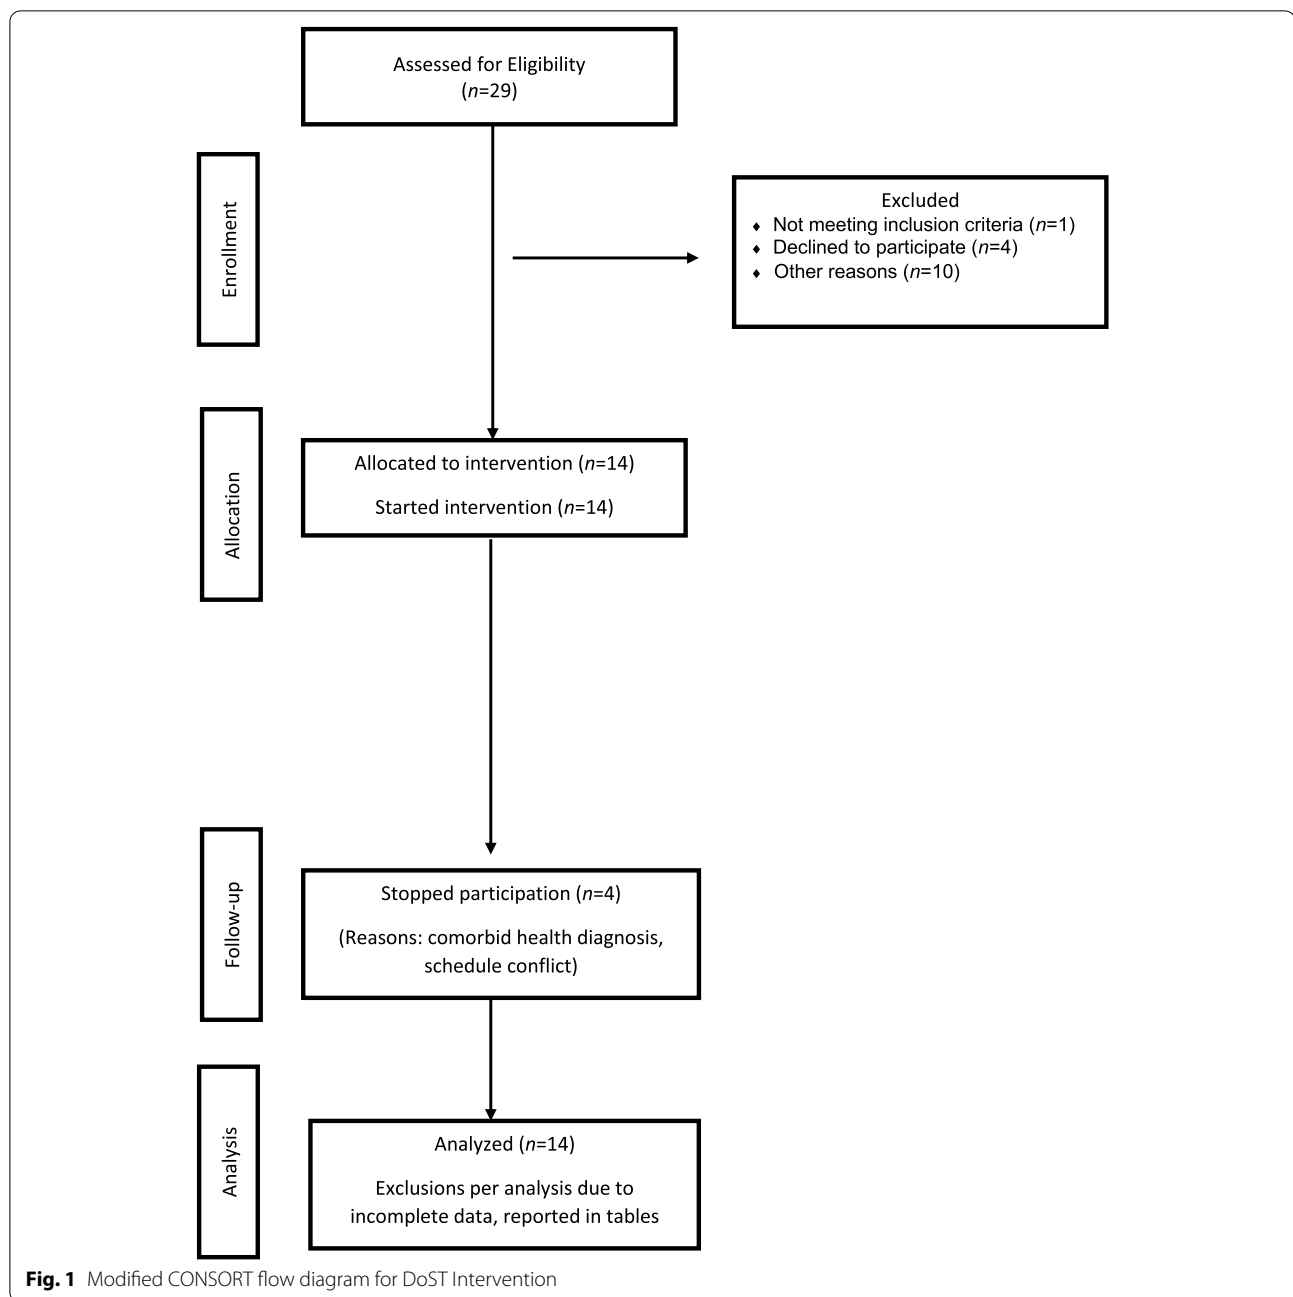 Assessed for Eligibility
(n=29)
Enrollment
Excluded
♦ Not meeting inclusion criteria (n=1)
♦ Declined to participate (n=4)
♦ Other reasons (n=10)
Allocation
Allocated to intervention (n=14)
Started intervention (n=14)
Follow-up
Stopped participation (n=4)
(Reasons: comorbid health diagnosis,
schedule conflict)
Analysis
Analyzed (n=14)
Exclusions per analysis due to
incomplete data, reported in tables
Fig. 1 Modified CONSORT flow diagram for DoST Intervention